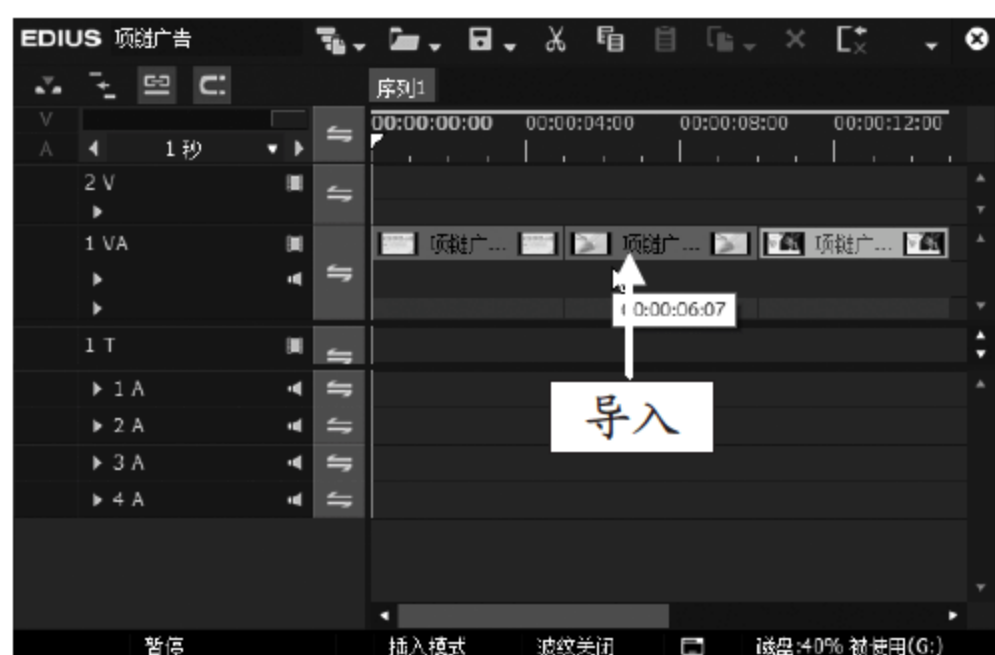 EDIUS 项链广告
序列1
V
A
1秒
00:00:00:00 00:00:04:00 00:00:08:00 00:00:12:00
2 V
1 VA
项链广... 项链广... 项链广...
0:00:06:07
1 T
导入
1 A
2 A
3 A
4 A
暂停 插入模式 波纹关闭 磁盘:40% 被使用(G:)